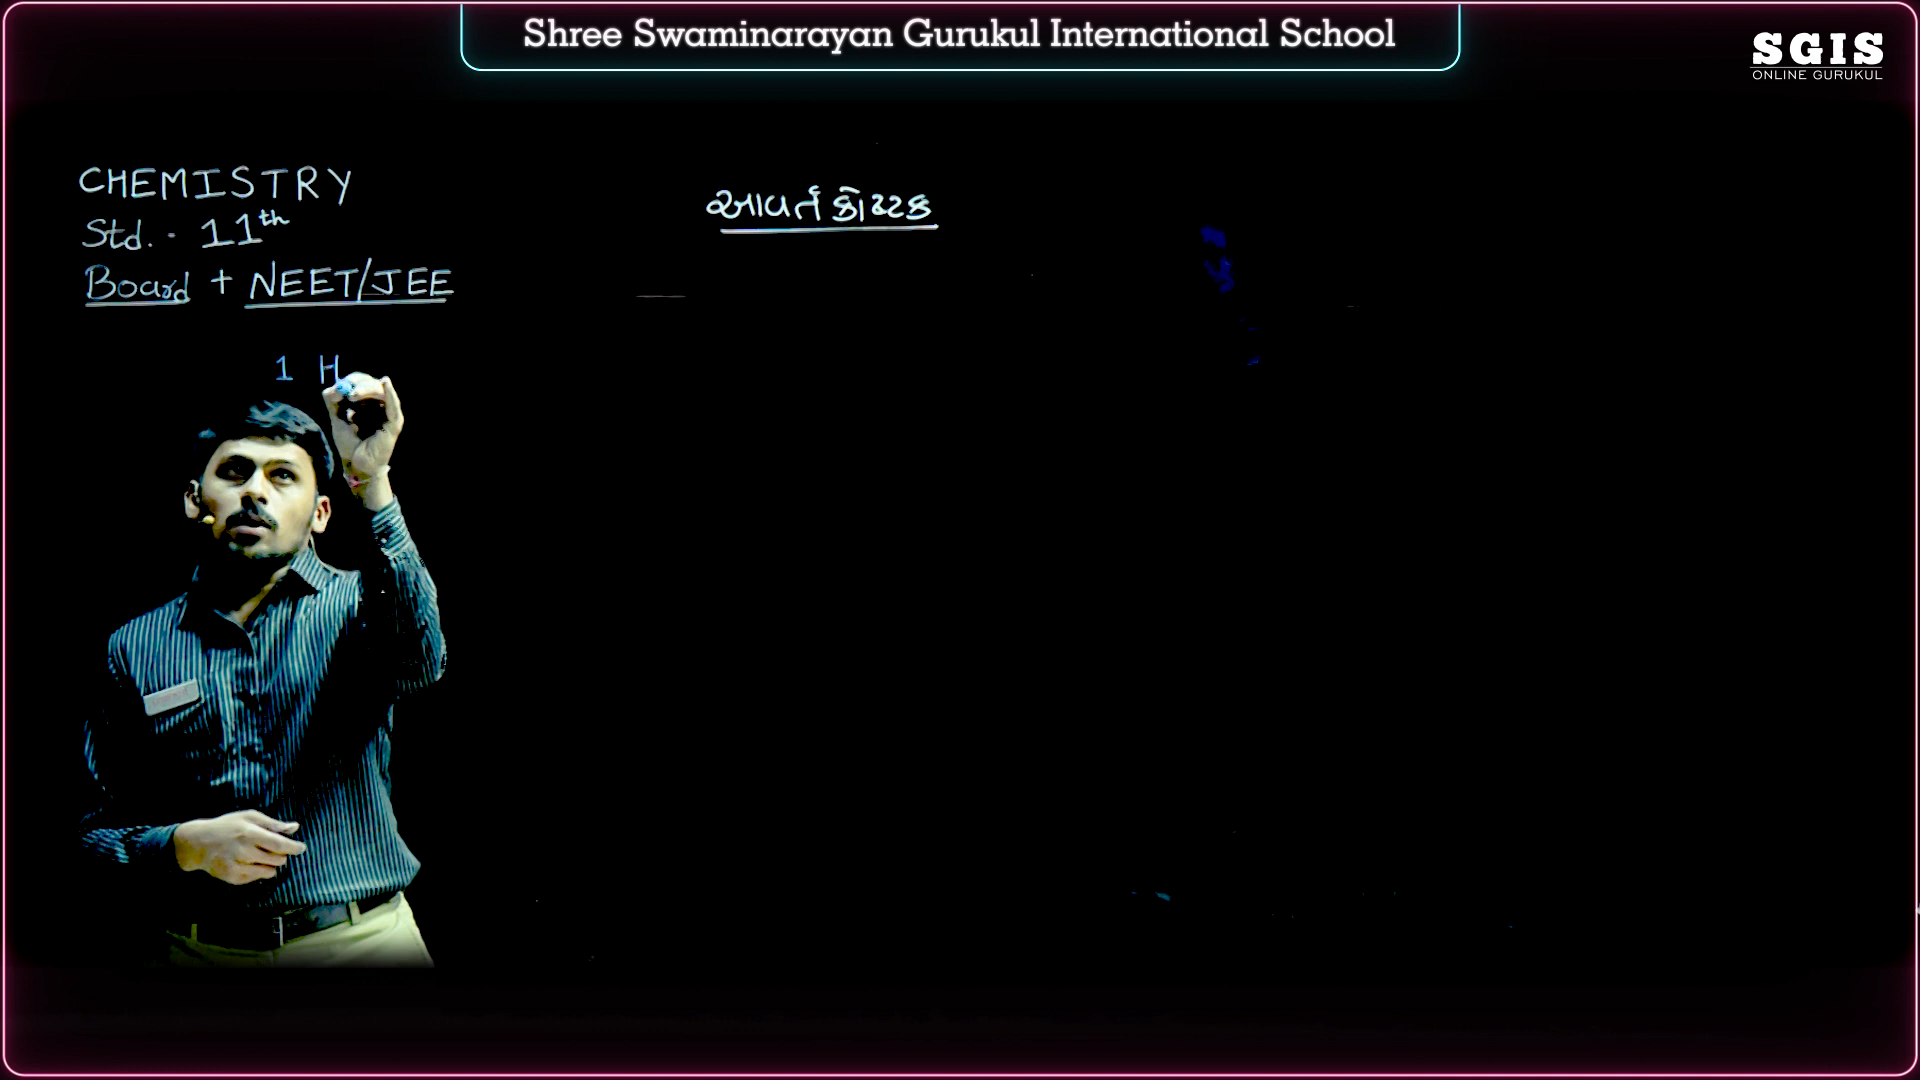 Shree Swaminarayan Gurukul International School
SGIS
ONLINE GURUKUL
CHEMISTRY
Std. - 11th
Board + NEET/JEE
આવર્ત કોષ્ટક
1 H